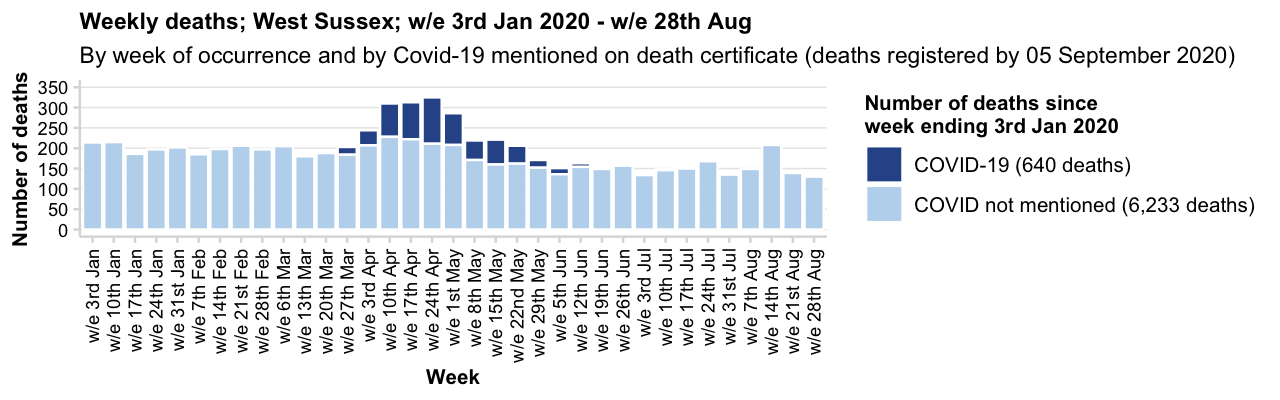 Weekly deaths; West Sussex; w/e 3rd Jan 2020 - w/e 28th Aug
By week of occurrence and by Covid-19 mentioned on death certificate (deaths registered by 05 September 2020)
Number of deaths
350
300
250
200
150
100
50
0
w/e 3rd Jan
w/e 10th Jan
w/e 17th Jan
w/e 24th Jan
w/e 31st Jan
w/e 7th Feb
w/e 14th Feb
w/e 21st Feb
w/e 28th Feb
w/e 6th Mar
w/e 13th Mar
w/e 20th Mar
w/e 27th Mar
w/e 3rd Apr
w/e 10th Apr
w/e 17th Apr
w/e 24th Apr
w/e 1st May
w/e 8th May
w/e 15th May
w/e 22nd May
w/e 29th May
w/e 5th Jun
w/e 12th Jun
w/e 19th Jun
w/e 26th Jun
w/e 3rd Jul
w/e 10th Jul
w/e 17th Jul
w/e 24th Jul
w/e 31st Jul
w/e 7th Aug
w/e 14th Aug
w/e 21st Aug
w/e 28th Aug
Week
Number of deaths since
week ending 3rd Jan 2020
COVID-19 (640 deaths)
COVID not mentioned (6,233 deaths)